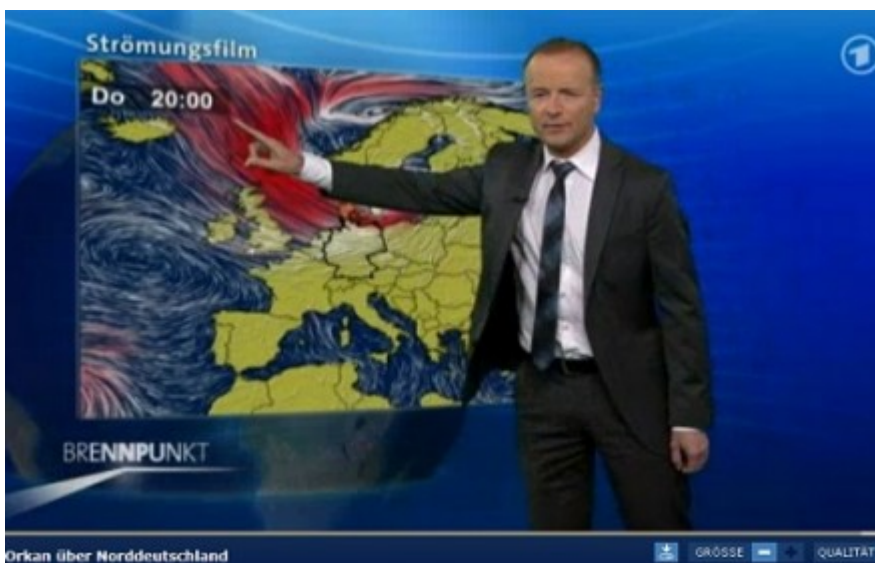 Strömungsfilm
Do 20:00
1
BRENNPUNKT
Orkan über Norddeutschland
GRÖSSE
QUALITÄT